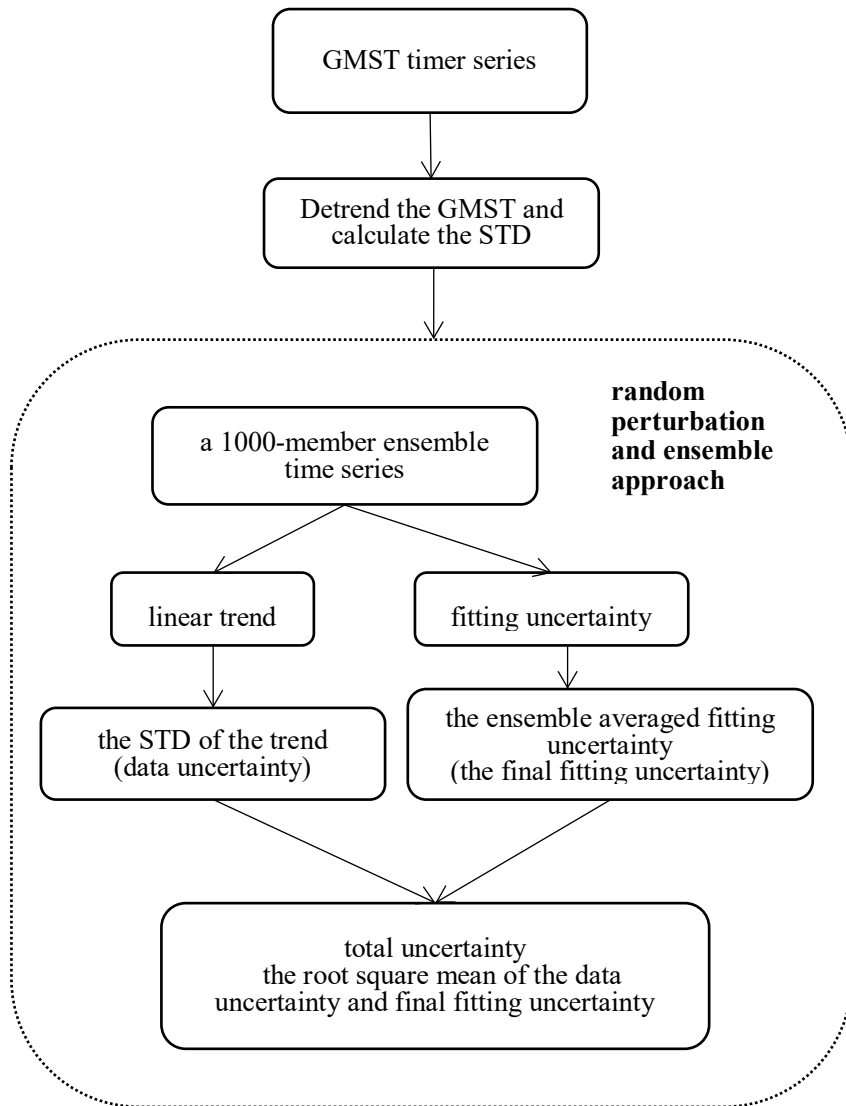 GMST timer series
Detrend the GMST and
calculate the STD
random
perturbation
and ensemble
approach
a 1000-member ensemble
time series
linear trend
fitting uncertainty
the STD of the trend
(data uncertainty)
the ensemble averaged fitting
uncertainty
(the final fitting uncertainty)
total uncertainty
the root square mean of the data
uncertainty and final fitting uncertainty